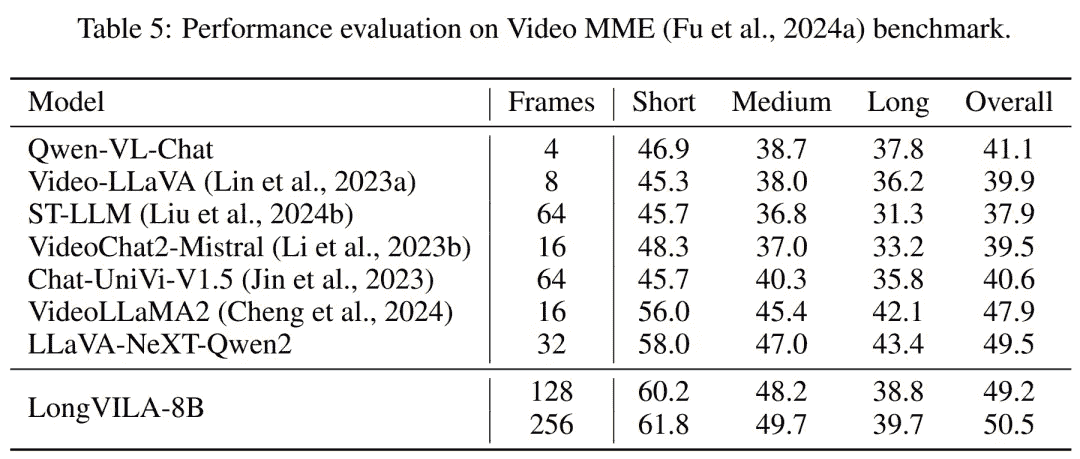 Table 5: Performance evaluation on Video MME (Fu et al., 2024a) benchmark.
Model Frames Short Medium Long Overall
Qwen-VL-Chat 4 46.9 38.7 37.8 41.1
Video-LLaVA (Lin et al., 2023a) 8 45.3 38.0 36.2 39.9
ST-LLM (Liu et al., 2024b) 64 45.7 36.8 31.3 37.9
VideoChat2-Mistral (Li et al., 2023b) 16 48.3 37.0 33.2 39.5
Chat-UniVi-V1.5 (Jin et al., 2023) 64 45.7 40.3 35.8 40.6
VideoLLaMA2 (Cheng et al., 2024) 16 56.0 45.4 42.1 47.9
LLaVA-NeXT-Qwen2 32 58.0 47.0 43.4 49.5
LongVILA-8B
128 60.2 48.2 38.8 49.2
256 61.8 49.7 39.7 50.5